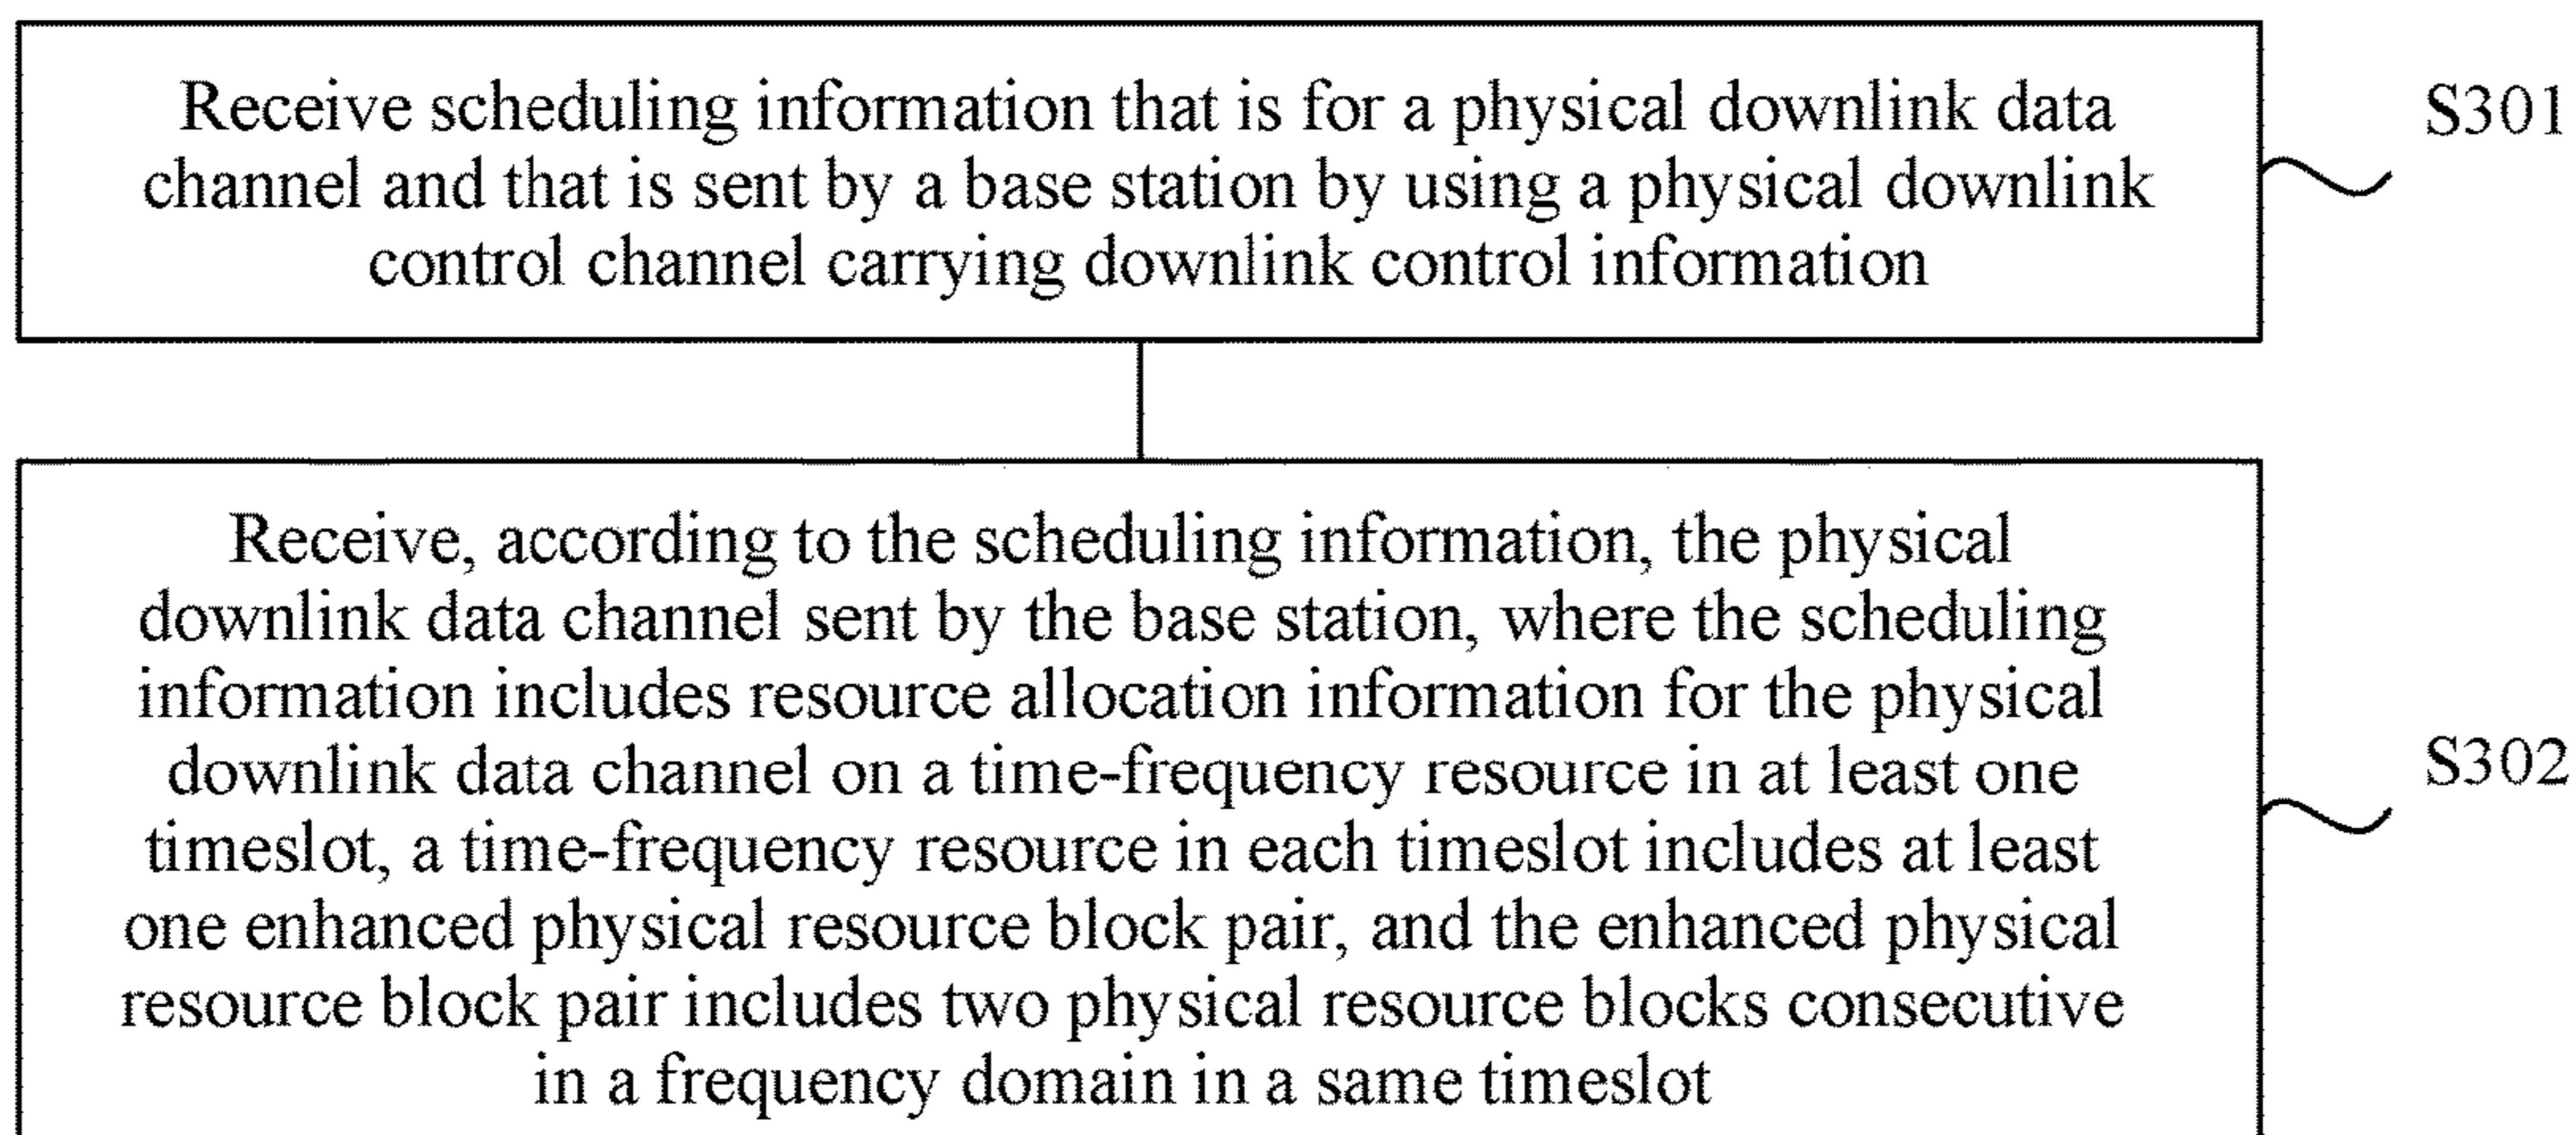 Receive scheduling information that is for a physical downlink data
channel and that is sent by a base station by using a physical downlink
control channel carrying downlink control information
S301
Receive, according to the scheduling information, the physical
downlink data channel sent by the base station, where the scheduling
information includes resource allocation information for the physical
downlink data channel on a time-frequency resource in at least one
timeslot, a time-frequency resource in each timeslot includes at least
one enhanced physical resource block pair, and the enhanced physical
resource block pair includes two physical resource blocks consecutive
in a frequency domain in a same timeslot
S302